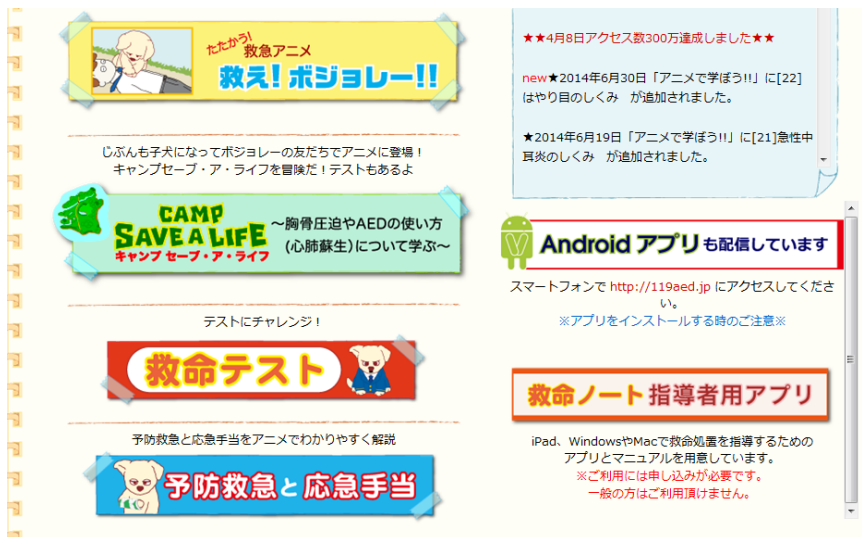 たたかう!
救急アニメ
救え! ボジョレー!!
じぶんも子犬になってボジョレーの友だちでアニメに登場！
キャンプセーブ・ア・ライフを冒険だ！テストもあるよ
CAMP
SAVE A LIFE
キャンプ セーブ・ア・ライフ
～胸骨圧迫やAEDの使い方
(心肺蘇生)について学ぶ～
テストにチャレンジ！
救命テスト
予防救急と応急手当をアニメでわかりやすく解説
予防救急と応急手当
★★4月8日アクセス数300万達成しました★★
new★2014年6月30日「アニメで学ぼう!!」に[22]
はやり目のしくみ　が追加されました。
★2014年6月19日「アニメで学ぼう!!」に[21]急性中
耳炎のしくみ　が追加されました。
Android アプリも配信しています
スマートフォンで http://119aed.jp にアクセスしてくださ
い。
※アプリをインストールする時のご注意※
救命ノート指導者用アプリ
iPad、WindowsやMacで救命処置を指導するための
アプリとマニュアルを用意しています。
※ご利用には申し込みが必要です。
一般の方はご利用頂けません。